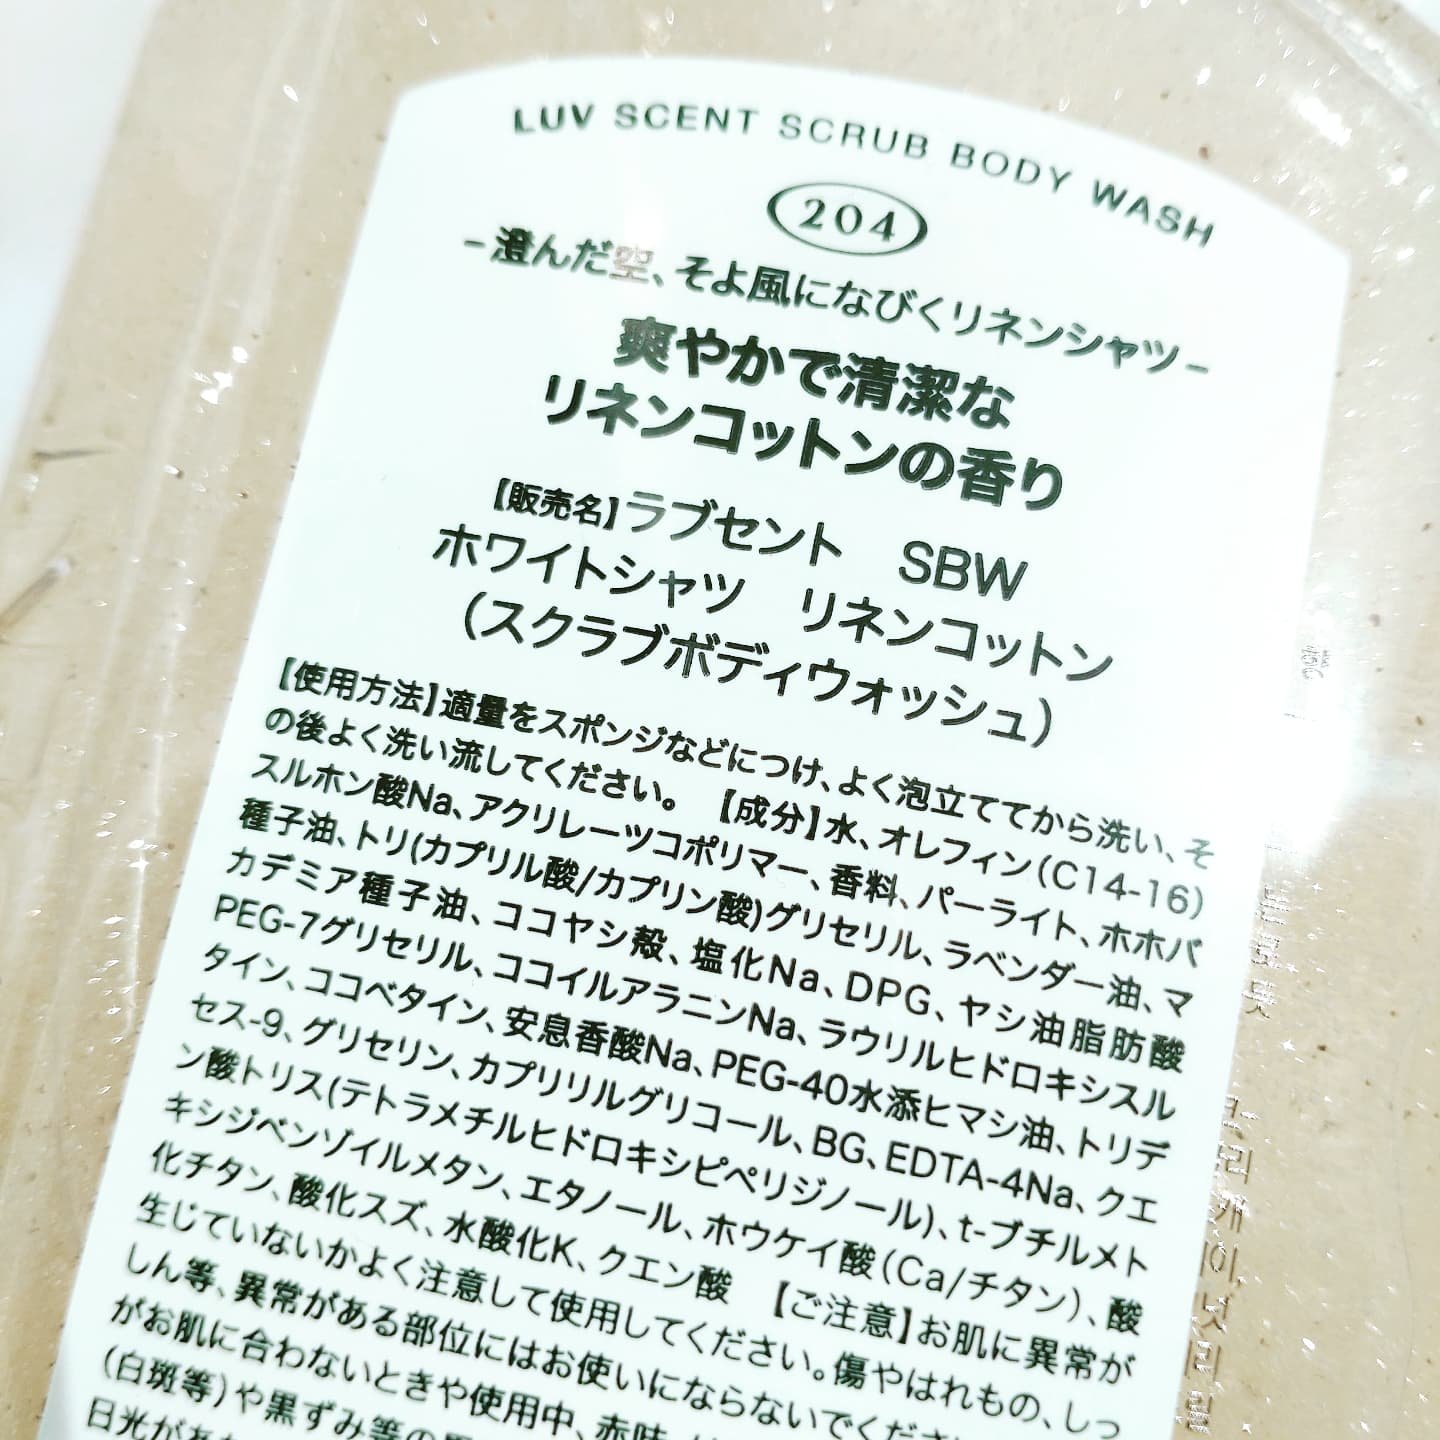 LUV SCENT SCRUB BODY WASH
204
–澄んだ空、そよ風になびくリネンシャツ–
爽やかで清潔な
リネンコットンの香り
【販売名】ラブセント　SBW
ホワイトシャツ　リネンコットン
（スクラブボディウォッシュ）
【使用方法】適量をスポンジなどにつけ、よく泡立ててから洗い、そ
の後よく洗い流してください。　【成分】水、オレフィン（C14-16）
スルホン酸Na、アクリレーツコポリマー、香料、パーライト、ホホバ
種子油、トリ(カプリル酸/カプリン酸)グリセリル、ラベンダー油、マ
カデミア種子油、ココヤシ殻、塩化Na、DPG、ヤシ油脂肪酸
PEG-7グリセリル、ココイルアラニンNa、ラウリルヒドロキシスル
タイン、ココベタイン、安息香酸Na、PEG-40水添ヒマシ油、トリデ
セス-9、グリセリン、カプリリルグリコール、BG、EDTA-4Na、クエ
ン酸トリス(テトラメチルヒドロキシピペリジノール)、t-ブチルメト
キシジベンゾイルメタン、エタノール、ホウケイ酸（Ca/チタン）、酸
化チタン、酸化スズ、水酸化K、クエン酸　【ご注意】お肌に異常が
生じていないかよく注意して使用してください。傷やはれもの、しっ
しん等、異常がある部位にはお使いにならないでくださ
がお肌に合わないときや使用中、赤味、
（白斑等）や黒ずみ等の
日光が